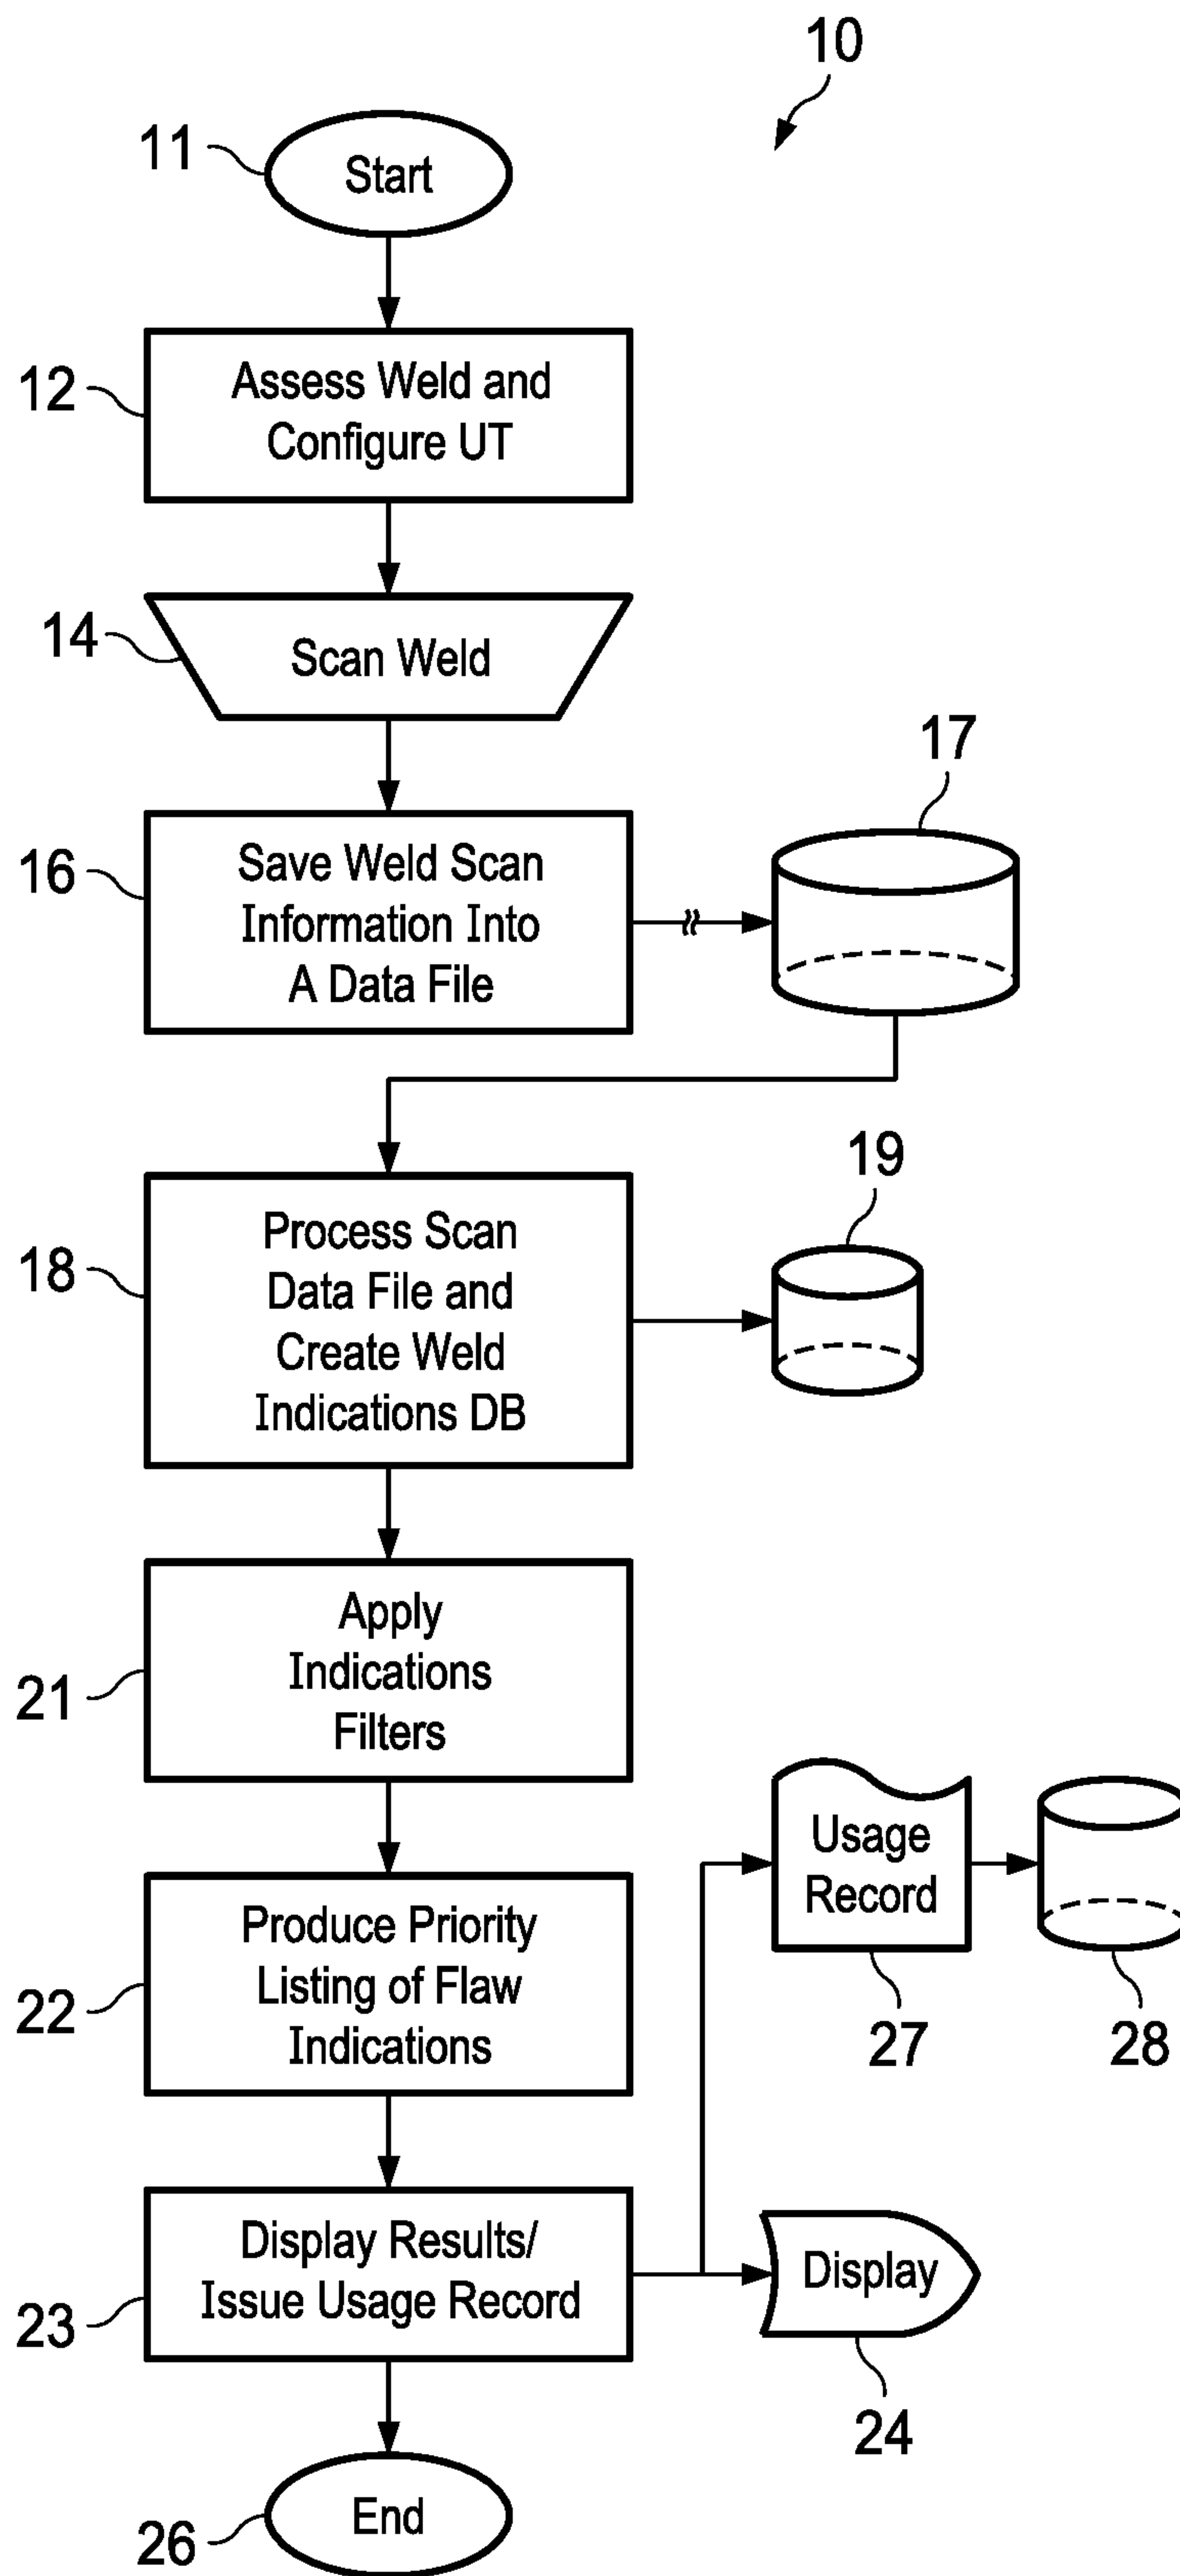 10
11
Start
12
Assess Weld and
Configure UT
14
Scan Weld
17
16
Save Weld Scan
Information Into
A Data File
19
18
Process Scan
Data File and
Create Weld
Indications DB
21
Apply
Indications
Filters
Usage
Record
27
28
22
Produce Priority
Listing of Flaw
Indications
23
Display Results/
Issue Usage Record
Display
24
26
End